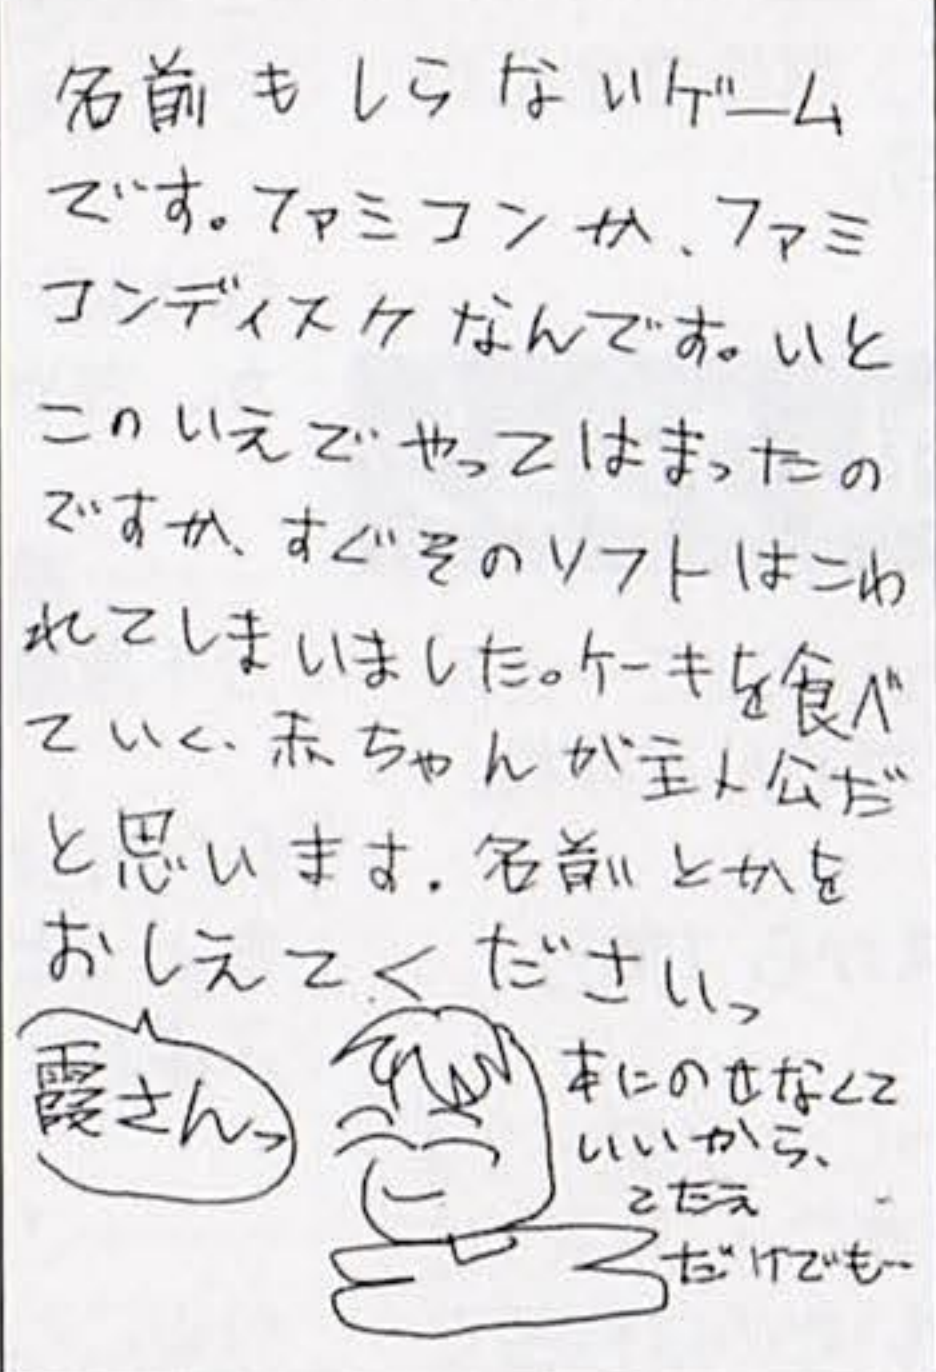 名前もしらないゲーム
です。ファミコンか、ファミ
コンディスクなんです。いと
このいえでやってはまったの
ですが、すぐそのソフトはこわ
れてしまいました。ケーキを食べ
ていく、赤ちゃんが主人公だ
と思います。名前とかを
おしえてくださいっ
霞さんっ
本にのせなくて
いいから、
こたえ
だけでも…